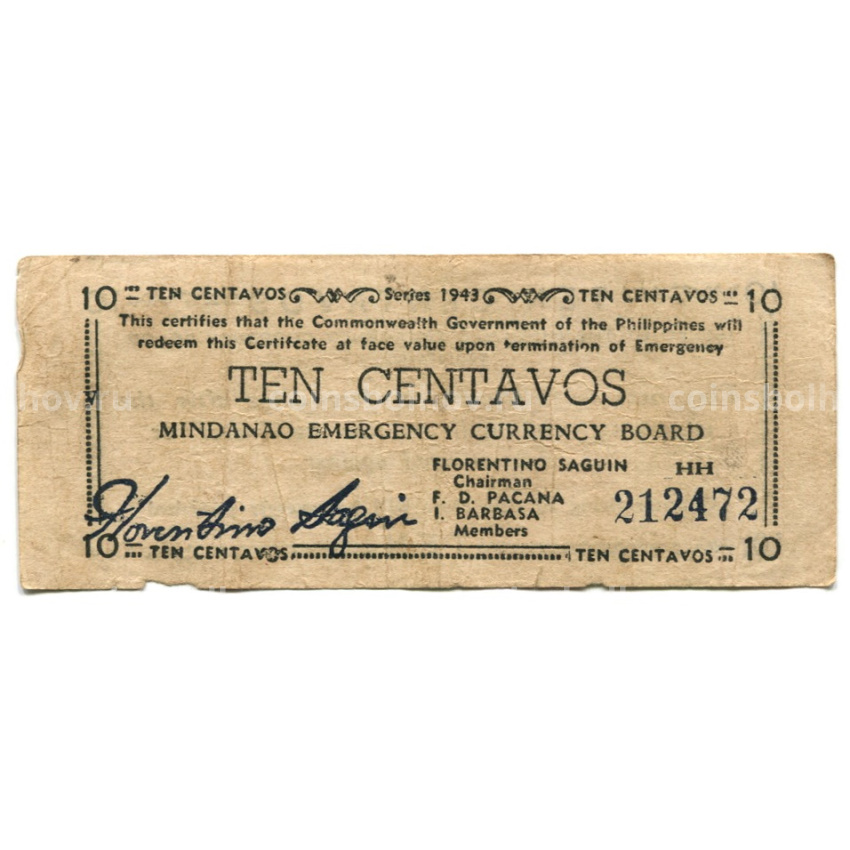 10 TEN CENTAVOS Series 1943 TEN CENTAVOS 10
This certifies that the Commonwealth Government of the Philippines will
redeem this Certifcate at face value upon termination of Emergency
TEN CENTAVOS
MINDANAO EMERGENCY CURRENCY BOARD
FLORENTINO SAGUIN HH
Chairman
F. D. PACANA 212472
I. BARBASA
Members
Florentino Saguin
10 TEN CENTAVOS TEN CENTAVOS 10